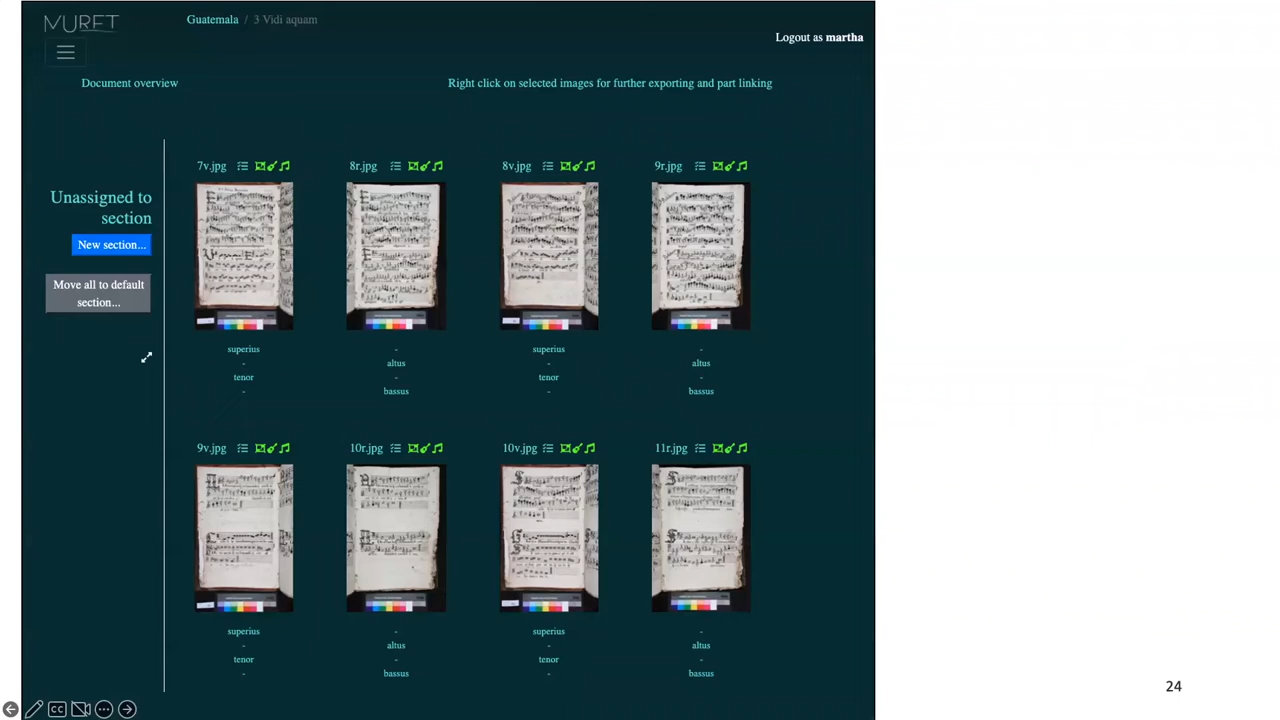 MURET
Guatemala / 3 Vidi aquam
Logout as martha
Document overview
Right click on selected images for further exporting and part linking
Unassigned to
section
New section...
Move all to default
section...
7v.jpg
8r.jpg
8v.jpg
9r.jpg
superius
-
tenor
-
-
altus
-
bassus
superius
-
tenor
-
-
altus
-
bassus
9v.jpg
10r.jpg
10v.jpg
11r.jpg
superius
-
tenor
-
-
altus
-
bassus
superius
-
tenor
-
-
altus
-
bassus
24
CC